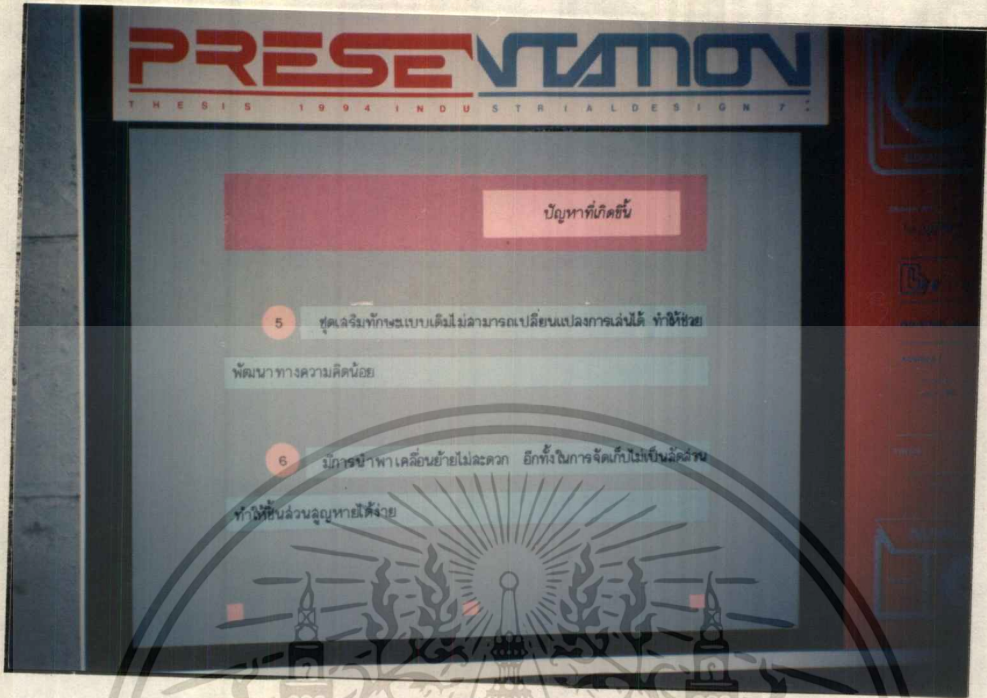 PRESENTATION
THESIS 1994 INDUSTRIAL DESIGN 7
ปัญหาที่เกิดขึ้น
5 ชุดเสริมทักษะแบบเดิมไม่สามารถเปลี่ยนแปลงการเล่นได้ ทำให้ช่วย
พัฒนาทางความคิดน้อย
6 มีการนำพาเคลื่อนย้ายไม่สะดวก อีกทั้งในการจัดเก็บไม่เป็นสัดส่วน
ทำให้ชิ้นส่วนสูญหายได้ง่าย